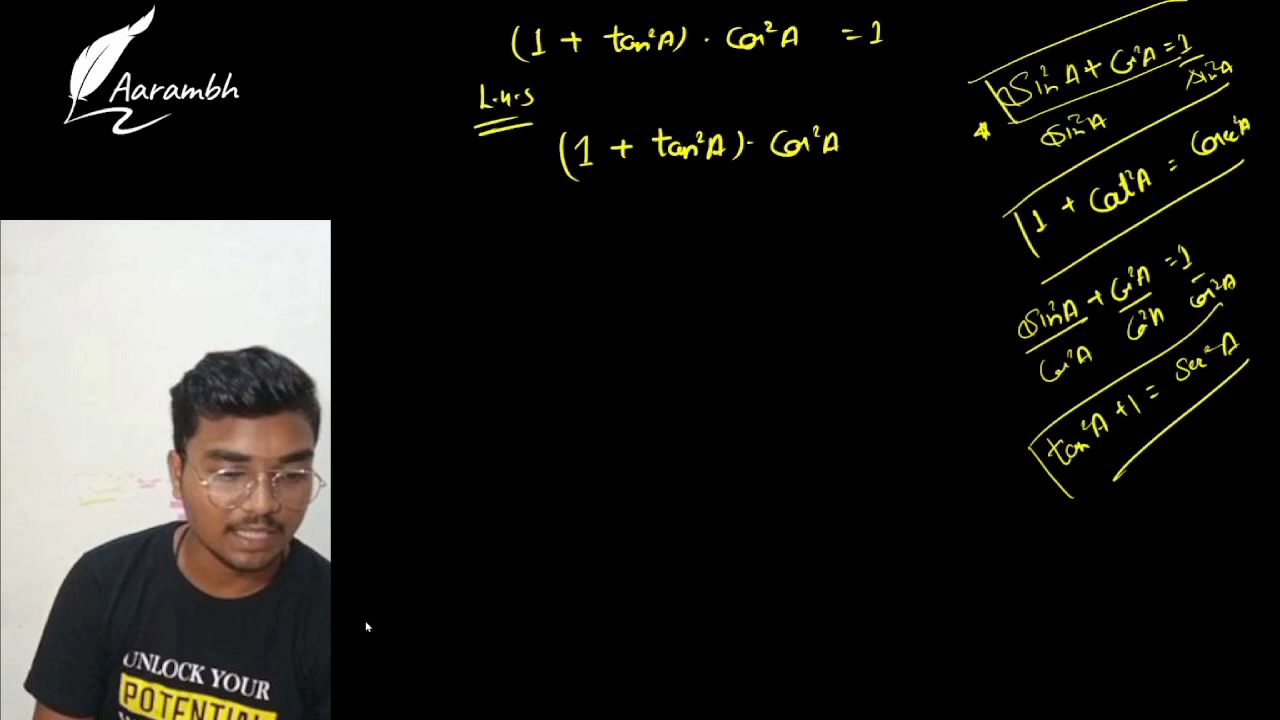 Aarambh
(1 + tan²A) · Cos²A = 1
L.H.S
(1 + tan²A) · Cos²A
Sin²A + Cos²A = 1
Sin²A Sin²A
1 + Cot²A = Cosec²A
Sin²A + Cos²A = 1
Cos²A Cos²A Cos²A
tan²A + 1 = Sec²A
UNLOCK YOUR
POTENTIAL